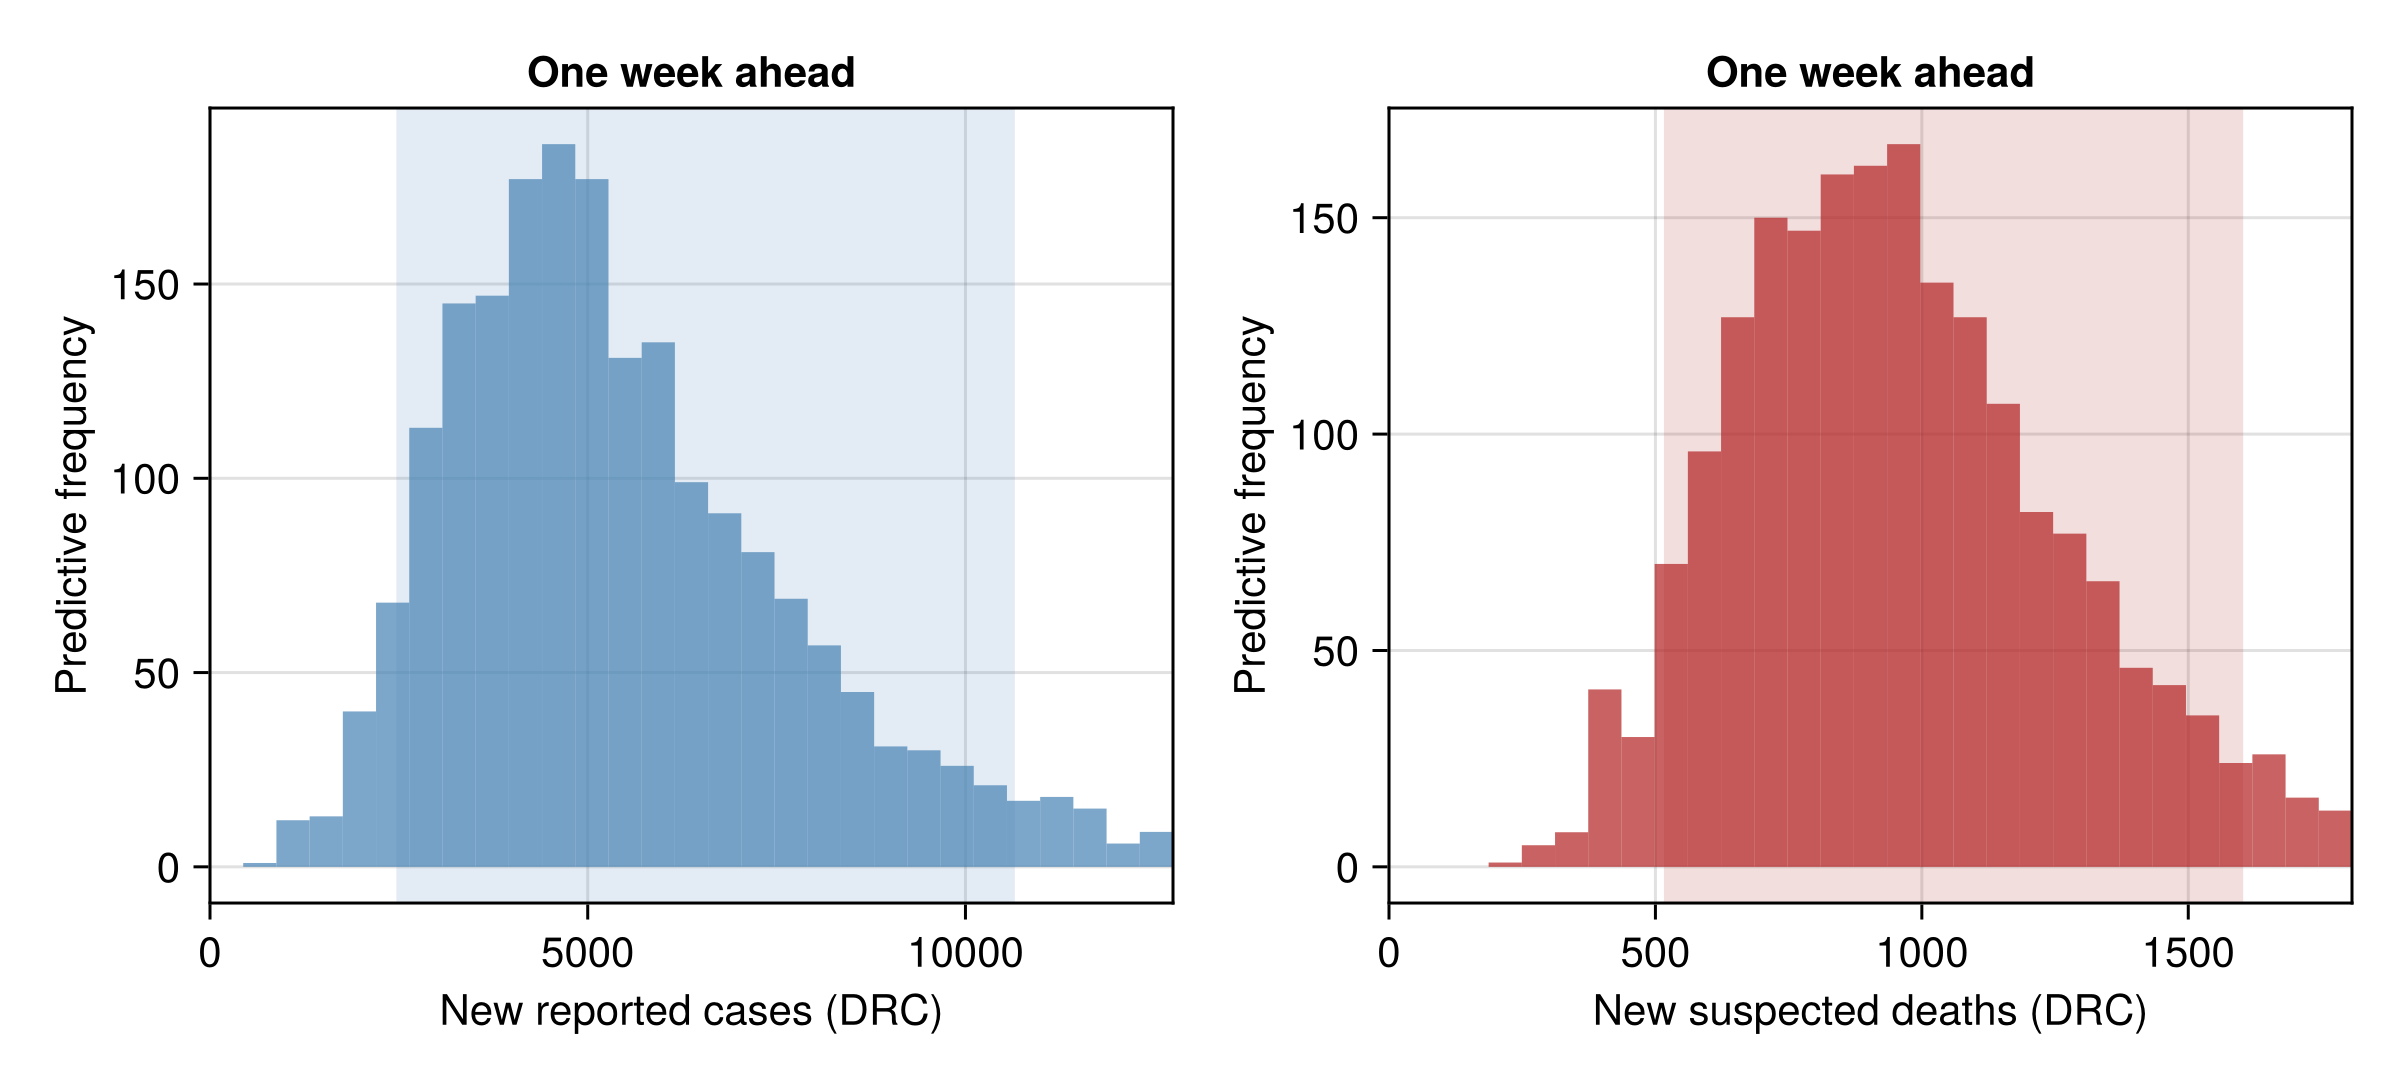 One week ahead
Predictive frequency
150
100
50
0
0
5000
10000
New reported cases (DRC)
One week ahead
Predictive frequency
150
100
50
0
0
500
1000
1500
New suspected deaths (DRC)